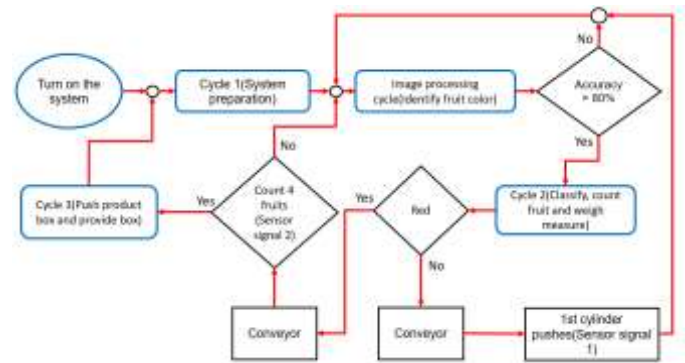 No
Turn on the
system
Cycle 1(System
preparation)
Image processing
cycle(Identify fruit color)
Accuracy
= 80%
No
Yes
Yes
Cycle 3(Push product
box and provide box)
Count 4
fruits
(Sensor
signal 2)
Yes
Red
Cycle 2(Classify, count
fruit and weigh
measure)
No
Conveyor
Conveyor
1st cylinder
pushes(Sensor signal
1)